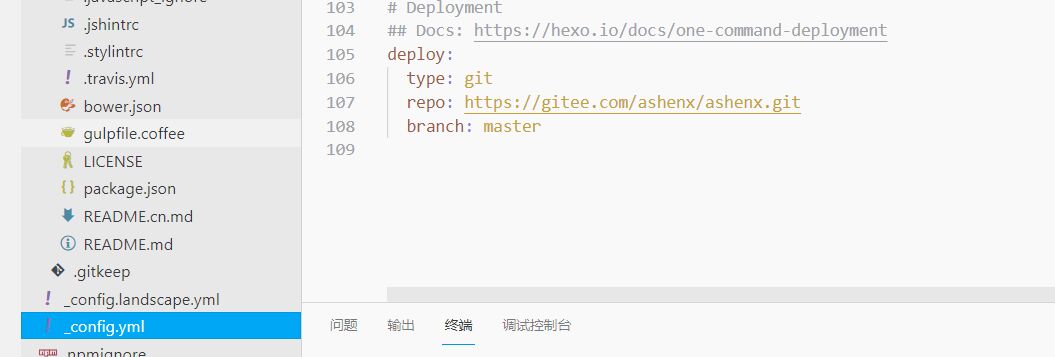 .javascript_ignore
.jshintrc
.stylintrc
.travis.yml
bower.json
gulpfile.coffee
LICENSE
package.json
README.cn.md
README.md
.gitkeep
_config.landscape.yml
_config.yml
.npmignore
103 # Deployment
104 ## Docs: https://hexo.io/docs/one-command-deployment
105 deploy:
106 type: git
107 repo: https://gitee.com/ashenx/ashenx.git
108 branch: master
109
问题 输出 终端 调试控制台